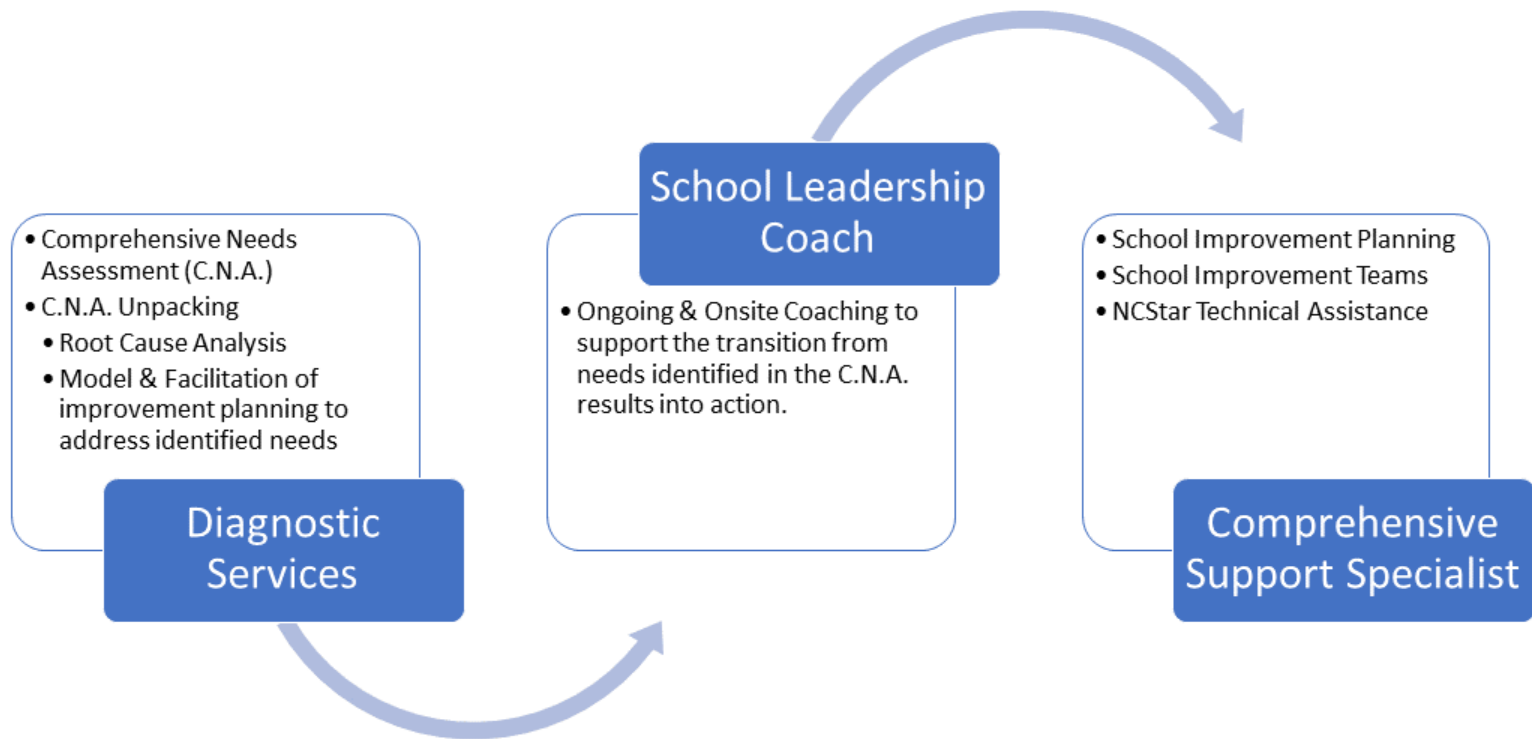 • Comprehensive Needs
Assessment (C.N.A.)
• C.N.A. Unpacking
• Root Cause Analysis
• Model & Facilitation of
improvement planning to
address identified needs
Diagnostic
Services
School Leadership
Coach
• Ongoing & Onsite Coaching to
support the transition from
needs identified in the C.N.A.
results into action.
• School Improvement Planning
• School Improvement Teams
• NCStar Technical Assistance
Comprehensive
Support Specialist